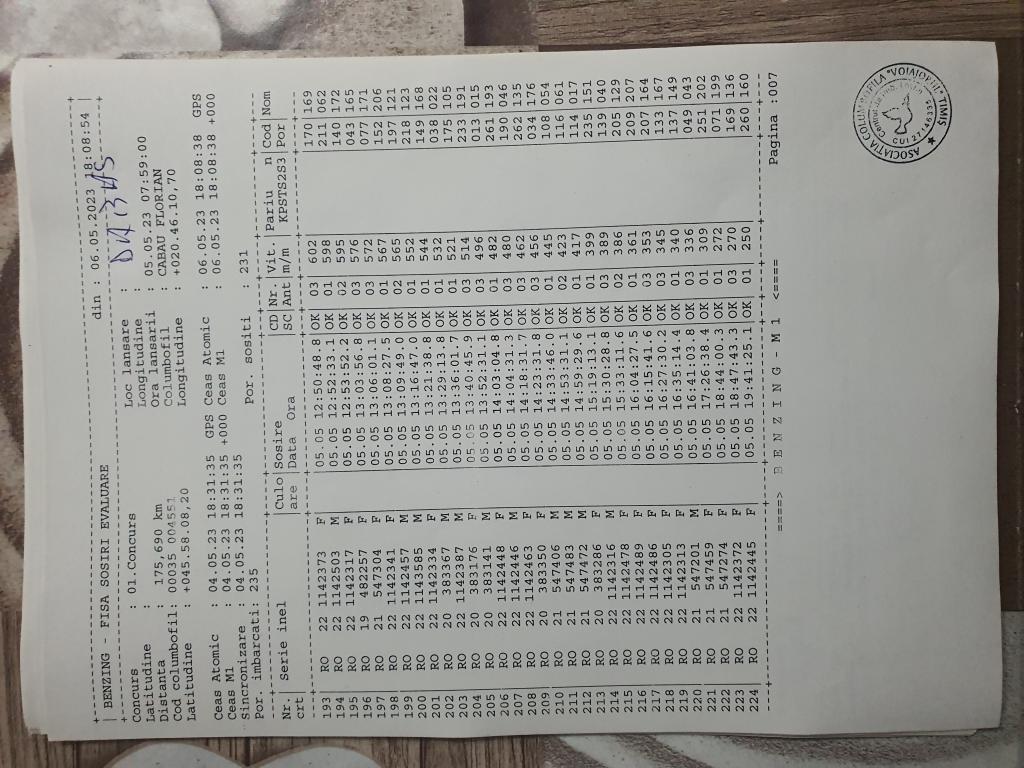 | BENZING - FISA SOSIRI EVALUARE din : 06.05.2023 18:08:54 |
Concurs : 01.Concurs Loc lansare :
Latitudine : Longitudine :
Distanta : 175,690 km Ora lansarii : 05.05.23 07:59:00
Cod columbofil: 00035 004551 Columbofil : CABAU FLORIAN
Latitudine : +045.58.08,20 Longitudine : +020.46.10,70
Ceas Atomic : 04.05.23 18:31:35 GPS Ceas Atomic : 06.05.23 18:08:38 GPS
Ceas M1 : 04.05.23 18:31:35 +000 Ceas M1 : 06.05.23 18:08:38 +000
Sincronizare : 04.05.23 18:31:35
Por. imbarcati: 235 Por. sositi : 231
Nr.| Serie inel |Culo|Sosire |CD|Nr.|Vit.|Pariu n|Cod|Nom
crt are|Data Ora |SC|Ant|m/m |KPSTS2S3|Por|
193 RO 22 1142373 F |05.05 12:50:48.8|OK| 03| 602| |170|169
194 RO 22 1142503 M |05.05 12:52:33.1|OK| 01| 598| |211|062
195 RO 22 1142317 F |05.05 12:53:52.2|OK| 02| 595| |140|172
196 RO 19 482257 F |05.05 13:03:56.8|OK| 03| 576| |043|165
197 RO 21 547304 F |05.05 13:06:01.1|OK| 03| 572| |077|171
198 RO 22 1142341 F |05.05 13:08:27.5|OK| 01| 567| |152|206
199 RO 22 1142457 M |05.05 13:09:49.0|OK| 02| 565| |197|121
200 RO 22 1143585 M |05.05 13:16:47.0|OK| 01| 552| |218|123
201 RO 22 1142334 F |05.05 13:21:38.8|OK| 01| 544| |149|168
202 RO 20 383367 M |05.05 13:29:13.8|OK| 01| 532| |038|022
203 RO 22 1142387 M |05.05 13:36:01.7|OK| 01| 521| |175|108
204 RO 20 383176 F |05.05 13:40:45.9|OK| 03| 514| |233|191
205 RO 20 383141 M |05.05 13:52:31.1|OK| 03| 496| |013|015
206 RO 22 1142448 F |05.05 14:03:04.8|OK| 01| 482| |261|193
207 RO 22 1142446 M |05.05 14:04:31.3|OK| 01| 480| |190|046
208 RO 22 1142463 F |05.05 14:18:31.7|OK| 03| 462| |262|135
209 RO 20 383350 F |05.05 14:23:31.8|OK| 03| 456| |034|176
210 RO 21 547406 M |05.05 14:33:46.0|OK| 01| 445| |108|054
211 RO 21 547483 M |05.05 14:53:31.1|OK| 02| 423| |116|061
212 RO 21 547472 M |05.05 14:59:29.6|OK| 01| 417| |114|017
213 RO 20 383286 F |05.05 15:19:13.1|OK| 01| 399| |235|151
214 RO 22 1142316 M |05.05 15:30:28.8|OK| 03| 389| |139|040
215 RO 22 1142478 F |05.05 15:33:11.6|OK| 02| 386| |205|129
216 RO 22 1142489 F |05.05 16:04:27.5|OK| 01| 361| |209|207
217 RO 22 1142486 F |05.05 16:15:41.6|OK| 03| 353| |207|164
218 RO 22 1142305 F |05.05 16:27:30.2|OK| 03| 345| |133|167
219 RO 22 1142313 F |05.05 16:35:14.4|OK| 01| 340| |137|149
220 RO 21 547201 M |05.05 16:41:03.8|OK| 03| 336| |049|043
221 RO 21 547459 F |05.05 17:26:38.4|OK| 01| 309| |251|202
222 RO 21 547274 F |05.05 18:44:00.3|OK| 01| 272| |071|199
223 RO 22 1142372 F |05.05 18:47:43.3|OK| 03| 270| |169|136
224 RO 22 1142445 F |05.05 19:41:25.1|OK| 01| 250| |260|160
====> B E N Z I N G - M 1 <==== Pagina :007
ASOCIATIA COLUMBOFILA "VOIAJORUL" TIMIS
CUI 27146335